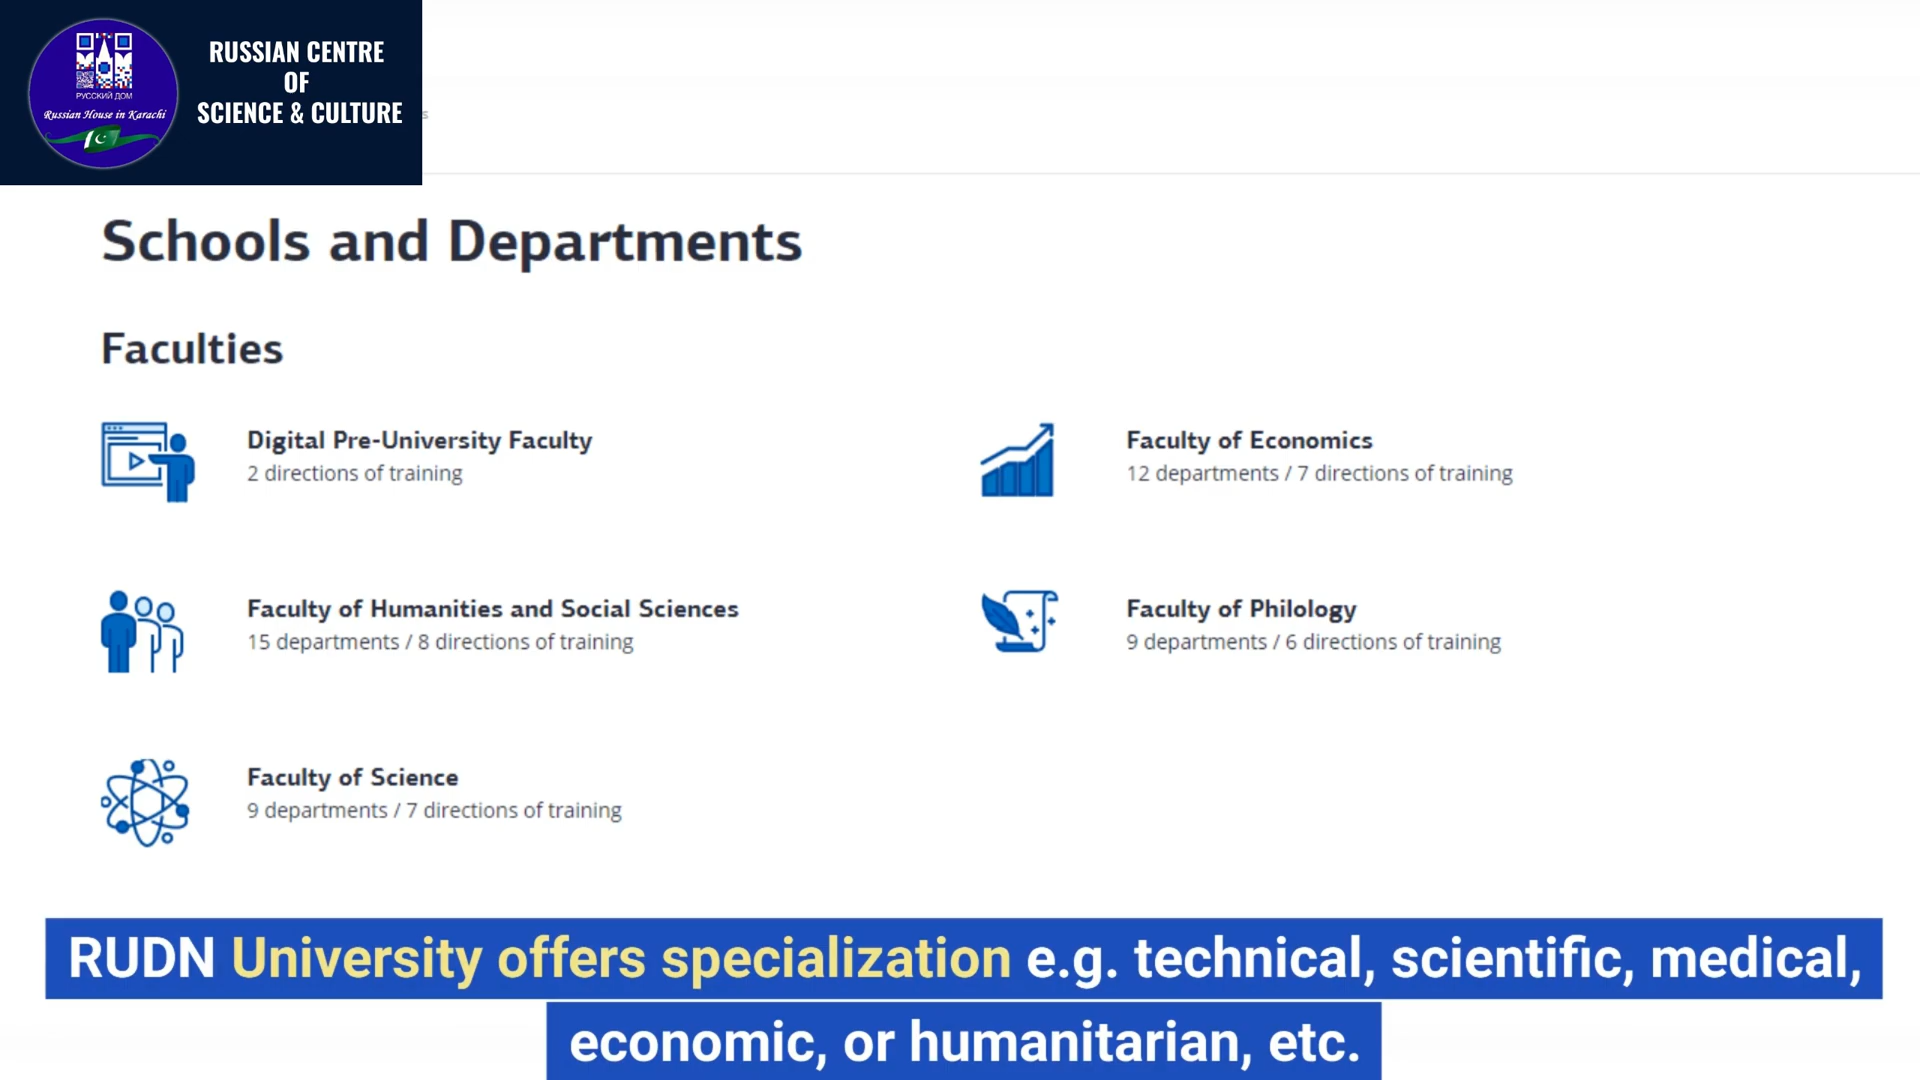 РУССКИЙ ДОМ
Russian House in Karachi
RUSSIAN CENTRE
OF
SCIENCE & CULTURE
s
Schools and Departments
Faculties
Digital Pre-University Faculty
2 directions of training
Faculty of Economics
12 departments / 7 directions of training
Faculty of Humanities and Social Sciences
15 departments / 8 directions of training
Faculty of Philology
9 departments / 6 directions of training
Faculty of Science
9 departments / 7 directions of training
RUDN University offers specialization e.g. technical, scientific, medical,
economic, or humanitarian, etc.